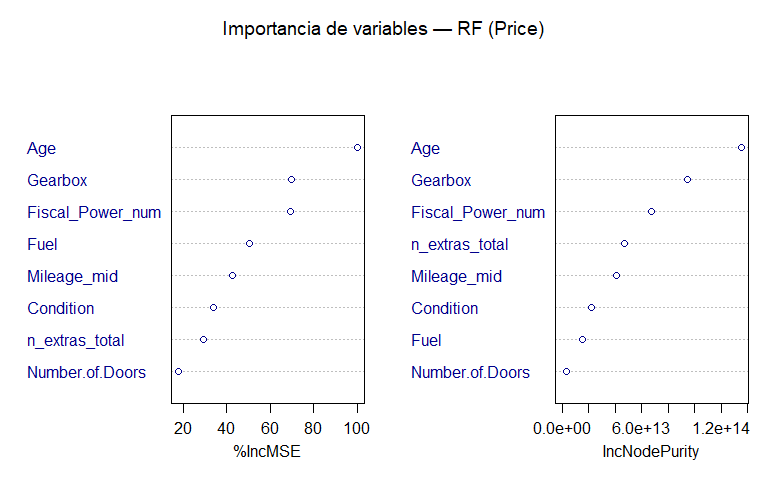 Importancia de variables — RF (Price)
Age
Gearbox
Fiscal_Power_num
Fuel
Mileage_mid
Condition
n_extras_total
Number.of.Doors
20 40 60 80 100
%IncMSE
Age
Gearbox
Fiscal_Power_num
n_extras_total
Mileage_mid
Condition
Fuel
Number.of.Doors
0.0e+00 6.0e+13 1.2e+14
IncNodePurity